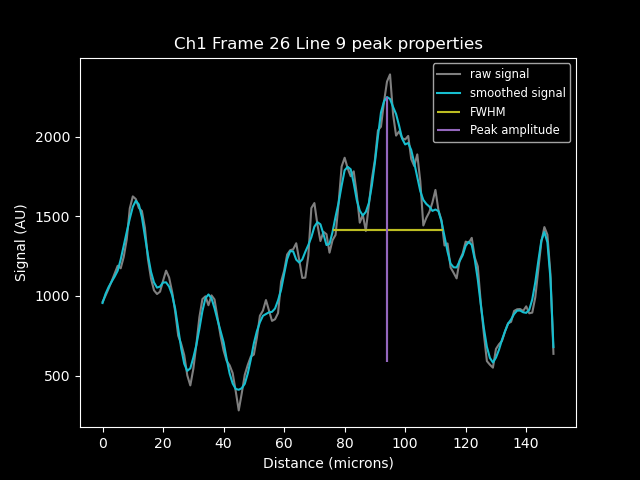 Ch1 Frame 26 Line 9 peak properties
raw signal
smoothed signal
FWHM
Peak amplitude
2000
1500
1000
500
Signal (AU)
0 20 40 60 80 100 120 140
Distance (microns)